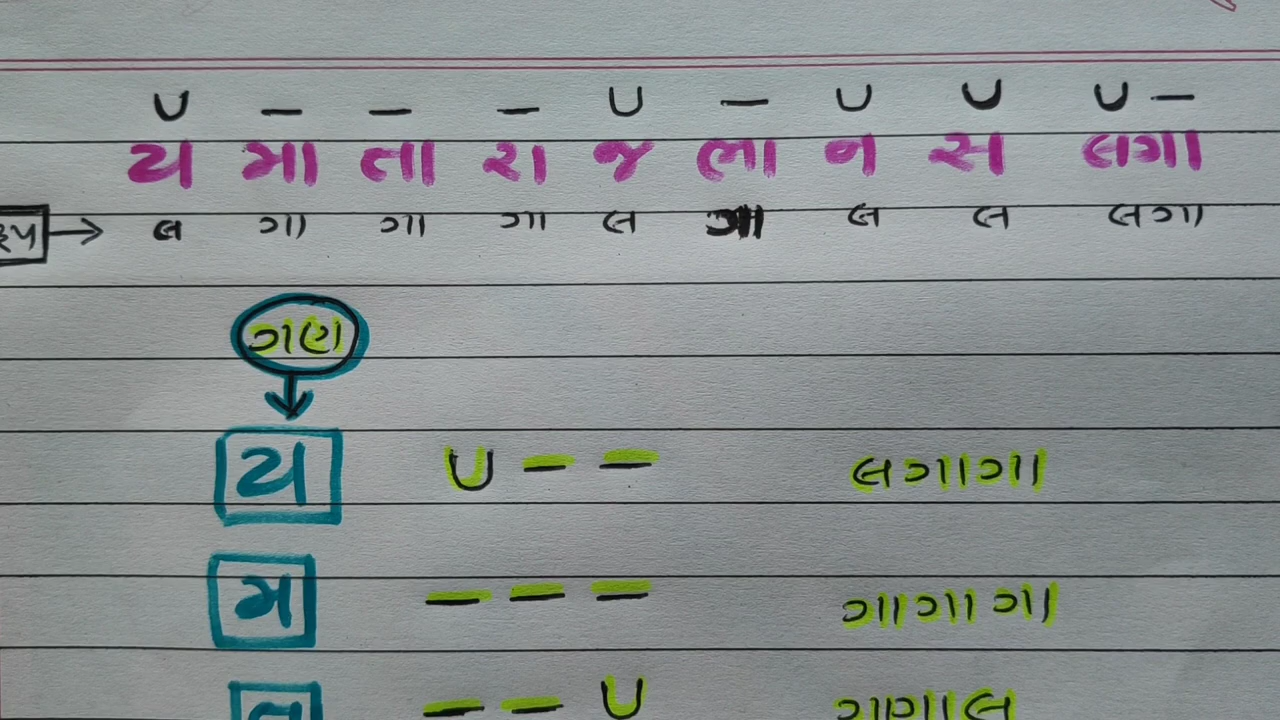 ∪ – – – ∪ – ∪ ∪ ∪ –
ય મા તા રા જ લા ન સ લગા
રૂપ → લ ગા ગા ગા લ ગા લ લ લગા
ગણ
ય ∪ – – લગાગા
મ – – – ગાગાગા
ત – – ∪ ગાગાલ